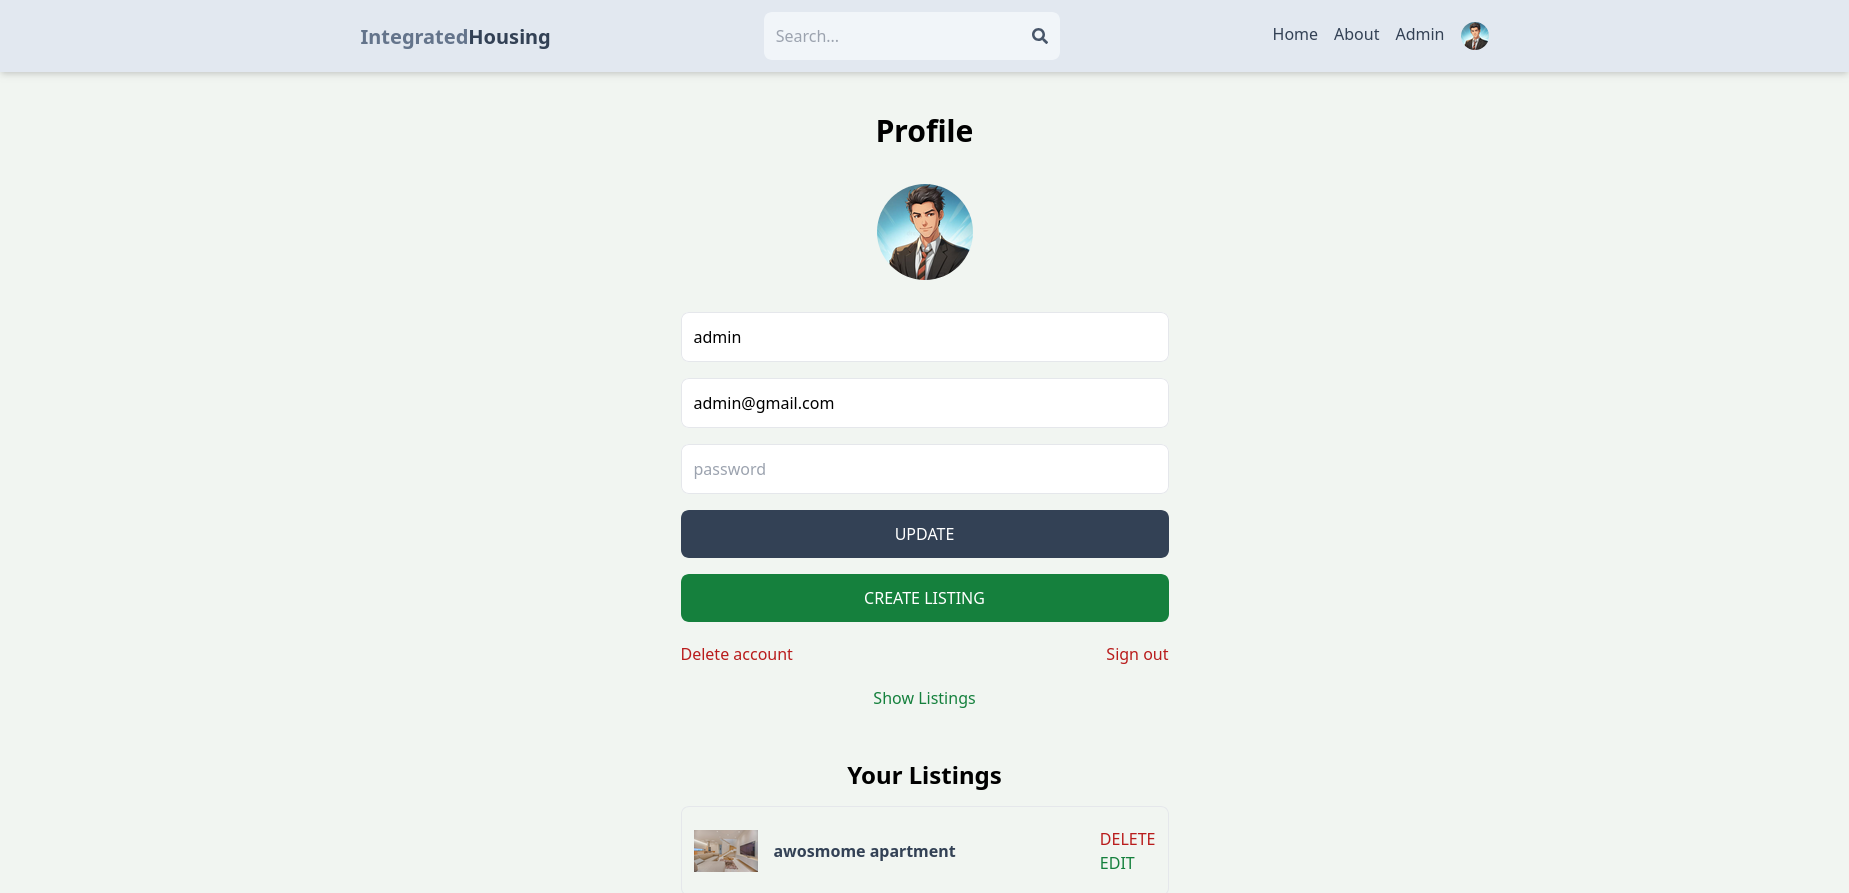 IntegratedHousing
Search...
Home About Admin
Profile
admin
admin@gmail.com
password
UPDATE
CREATE LISTING
Delete account
Sign out
Show Listings
Your Listings
awosmome apartment
DELETE
EDIT